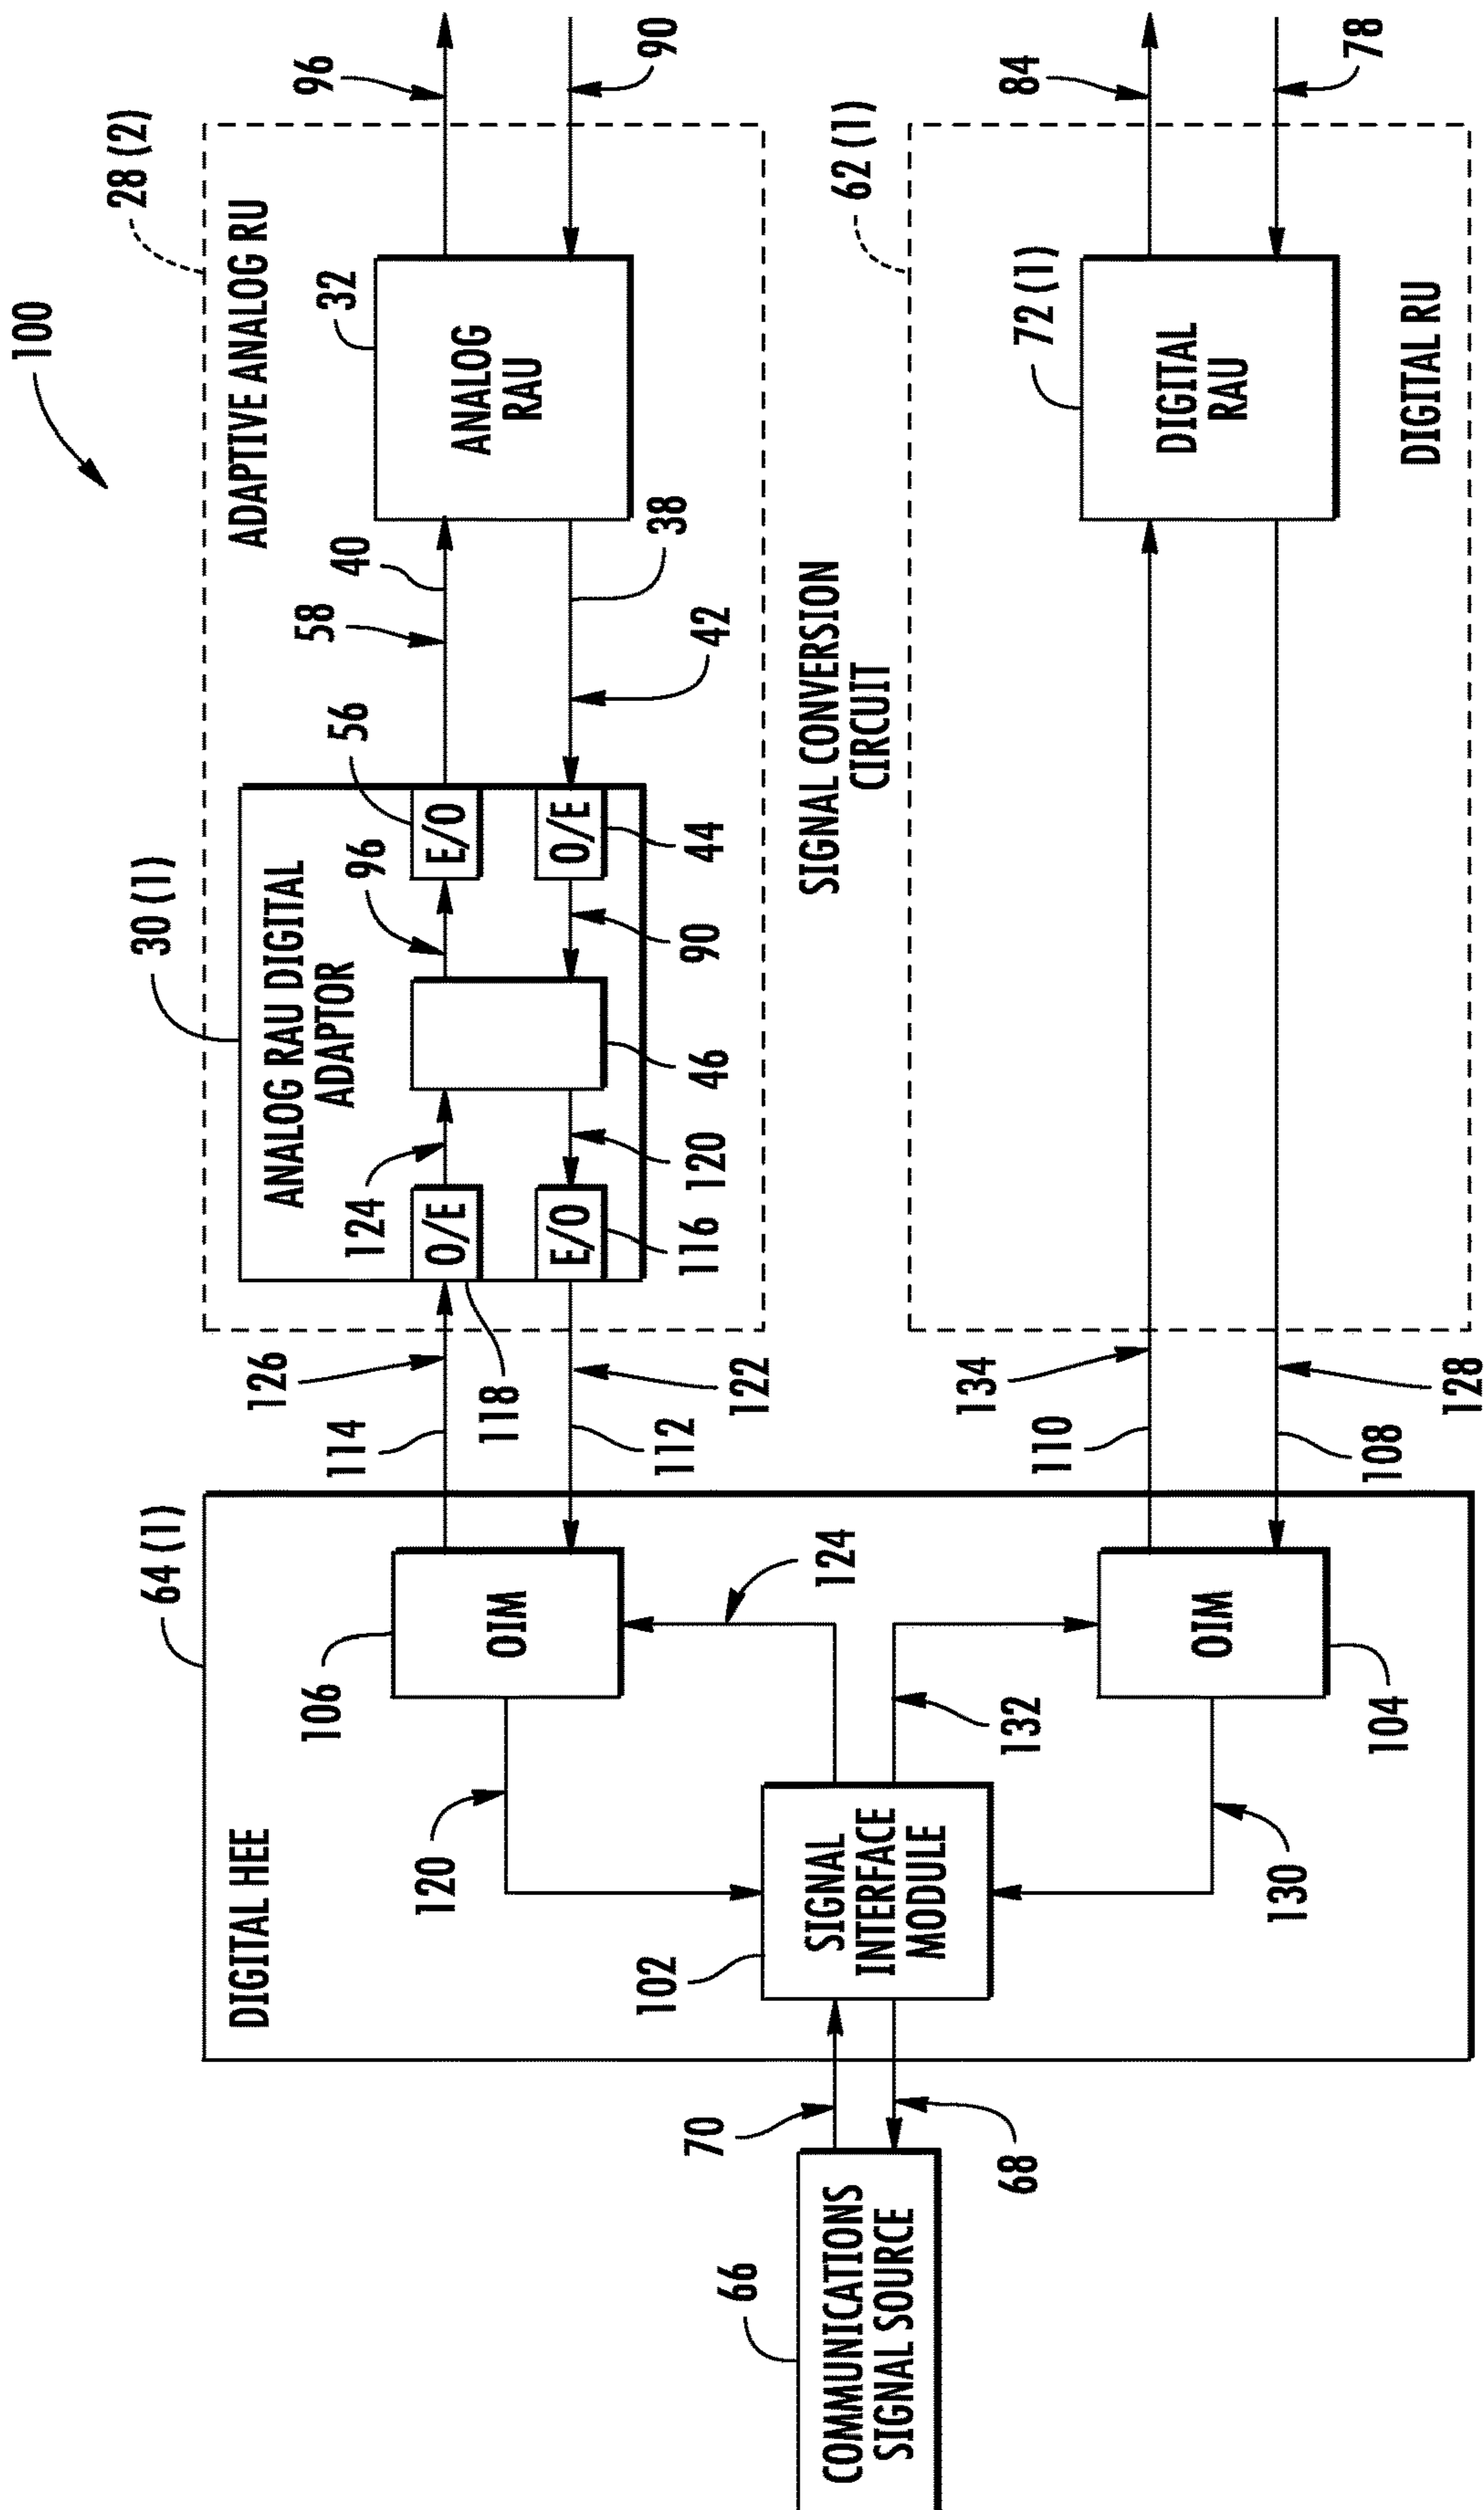 100
28 (2)
96
90
ADAPTIVE ANALOG RU
32
ANALOG
RAU
40
58
38
42
30 (1)
ANALOG RAU DIGITAL
ADAPTOR
56
E/O
96
O/E
44
90
46
124
120
O/E
E/O
116
118
126
114
122
112
SIGNAL CONVERSION
CIRCUIT
62 (1)
84
78
72 (1)
DIGITAL
RAU
DIGITAL RU
134
110
128
108
64 (1)
DIGITAL HEE
106
OIM
124
120
132
OIM
104
130
102
SIGNAL
INTERFACE
MODULE
70
68
66
COMMUNICATIONS
SIGNAL SOURCE